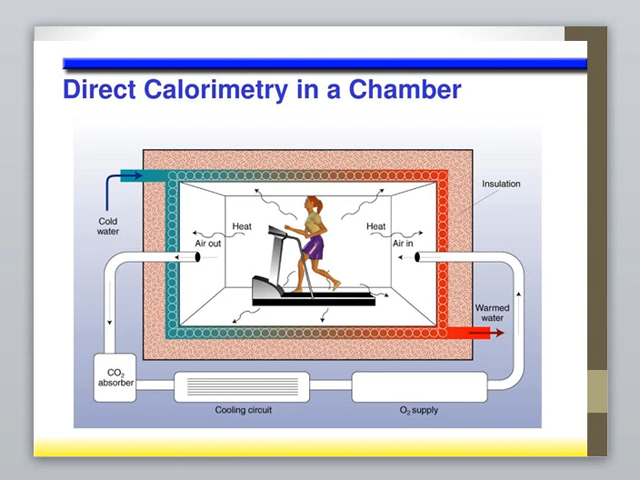 Direct Calorimetry in a Chamber
Insulation
Cold
water
Heat
Heat
Air out
Air in
Warmed
water
CO₂
absorber
Cooling circuit
O₂ supply